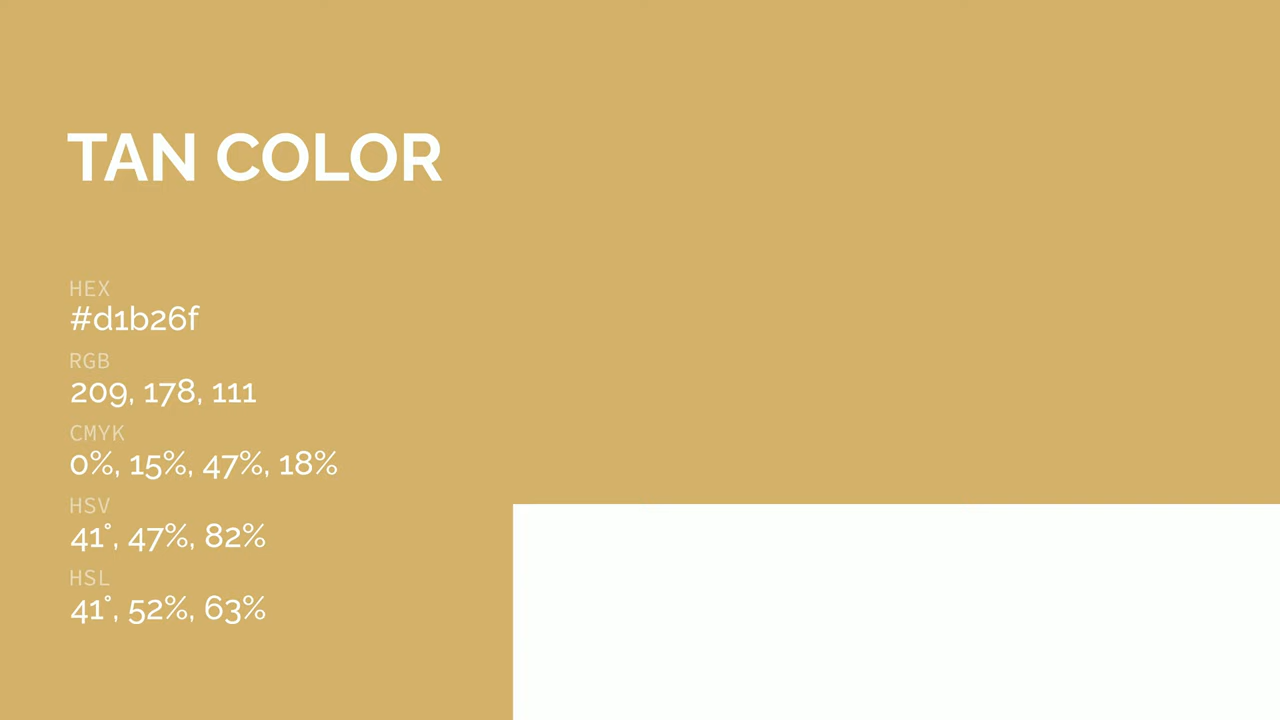 TAN COLOR
HEX
#d1b26f
RGB
209, 178, 111
CMYK
0%, 15%, 47%, 18%
HSV
41°, 47%, 82%
HSL
41°, 52%, 63%